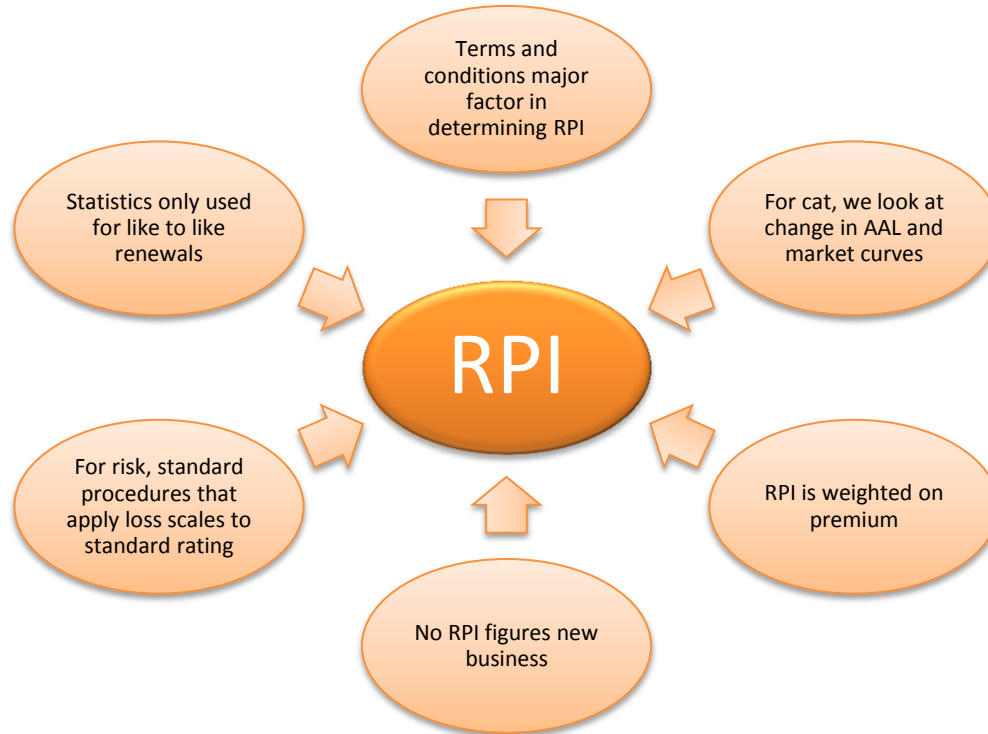 Terms and
conditions major
factor in
determining RPI
Statistics only used
for like to like
renewals
For cat, we look at
change in AAL and
market curves
RPI
For risk, standard
procedures that
apply loss scales to
standard rating
RPI is weighted on
premium
No RPI figures new
business